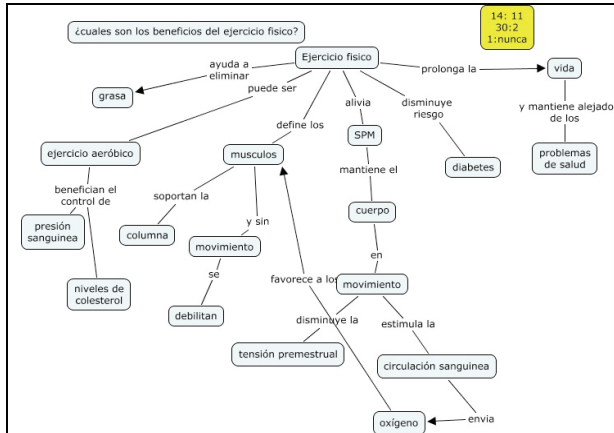 ¿cuales son los beneficios del ejercicio fisico?
14: 11
30:2
1:nunca
Ejercicio fisico
ayuda a
eliminar
grasa
puede ser
define los
alivia
disminuye
riesgo
prolonga la
vida
y mantiene alejado
de los
problemas
de salud
SPM
diabetes
ejercicio aeróbico
musculos
mantiene el
benefician el
control de
soportan la
y sin
cuerpo
presión
sanguinea
columna
movimiento
en
niveles de
colesterol
se
favorece a los
movimiento
debilitan
disminuye la
estimula la
tensión premestrual
circulación sanguinea
oxígeno
envia